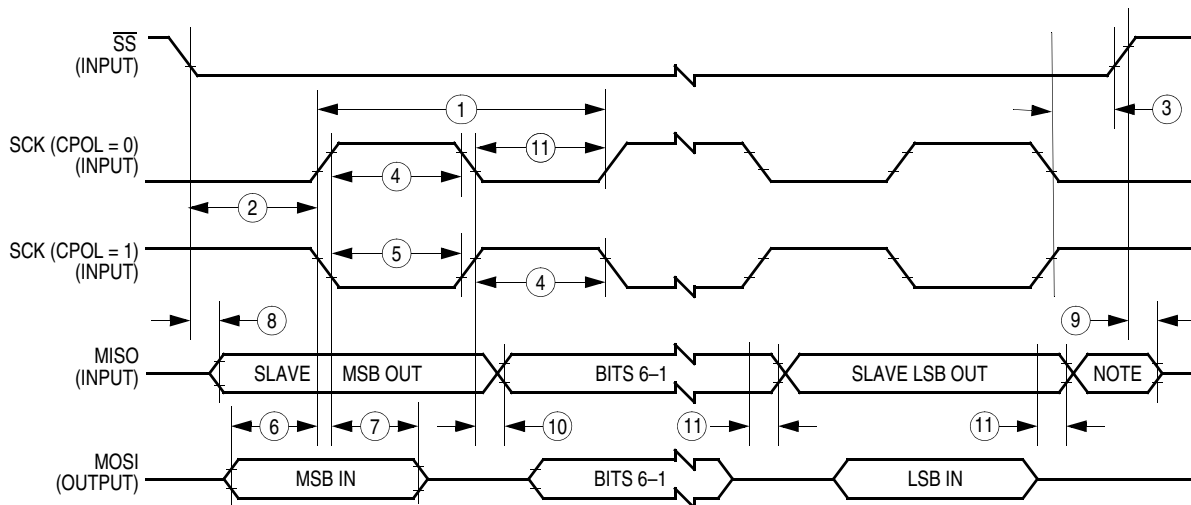 SS
(INPUT)
1
3
SCK (CPOL = 0)
(INPUT)
11
4
2
SCK (CPOL = 1)
(INPUT)
5
4
8
9
MISO
(INPUT)
SLAVE MSB OUT
BITS 6–1
SLAVE LSB OUT
NOTE
6
7
10
11
11
MOSI
(OUTPUT)
MSB IN
BITS 6–1
LSB IN